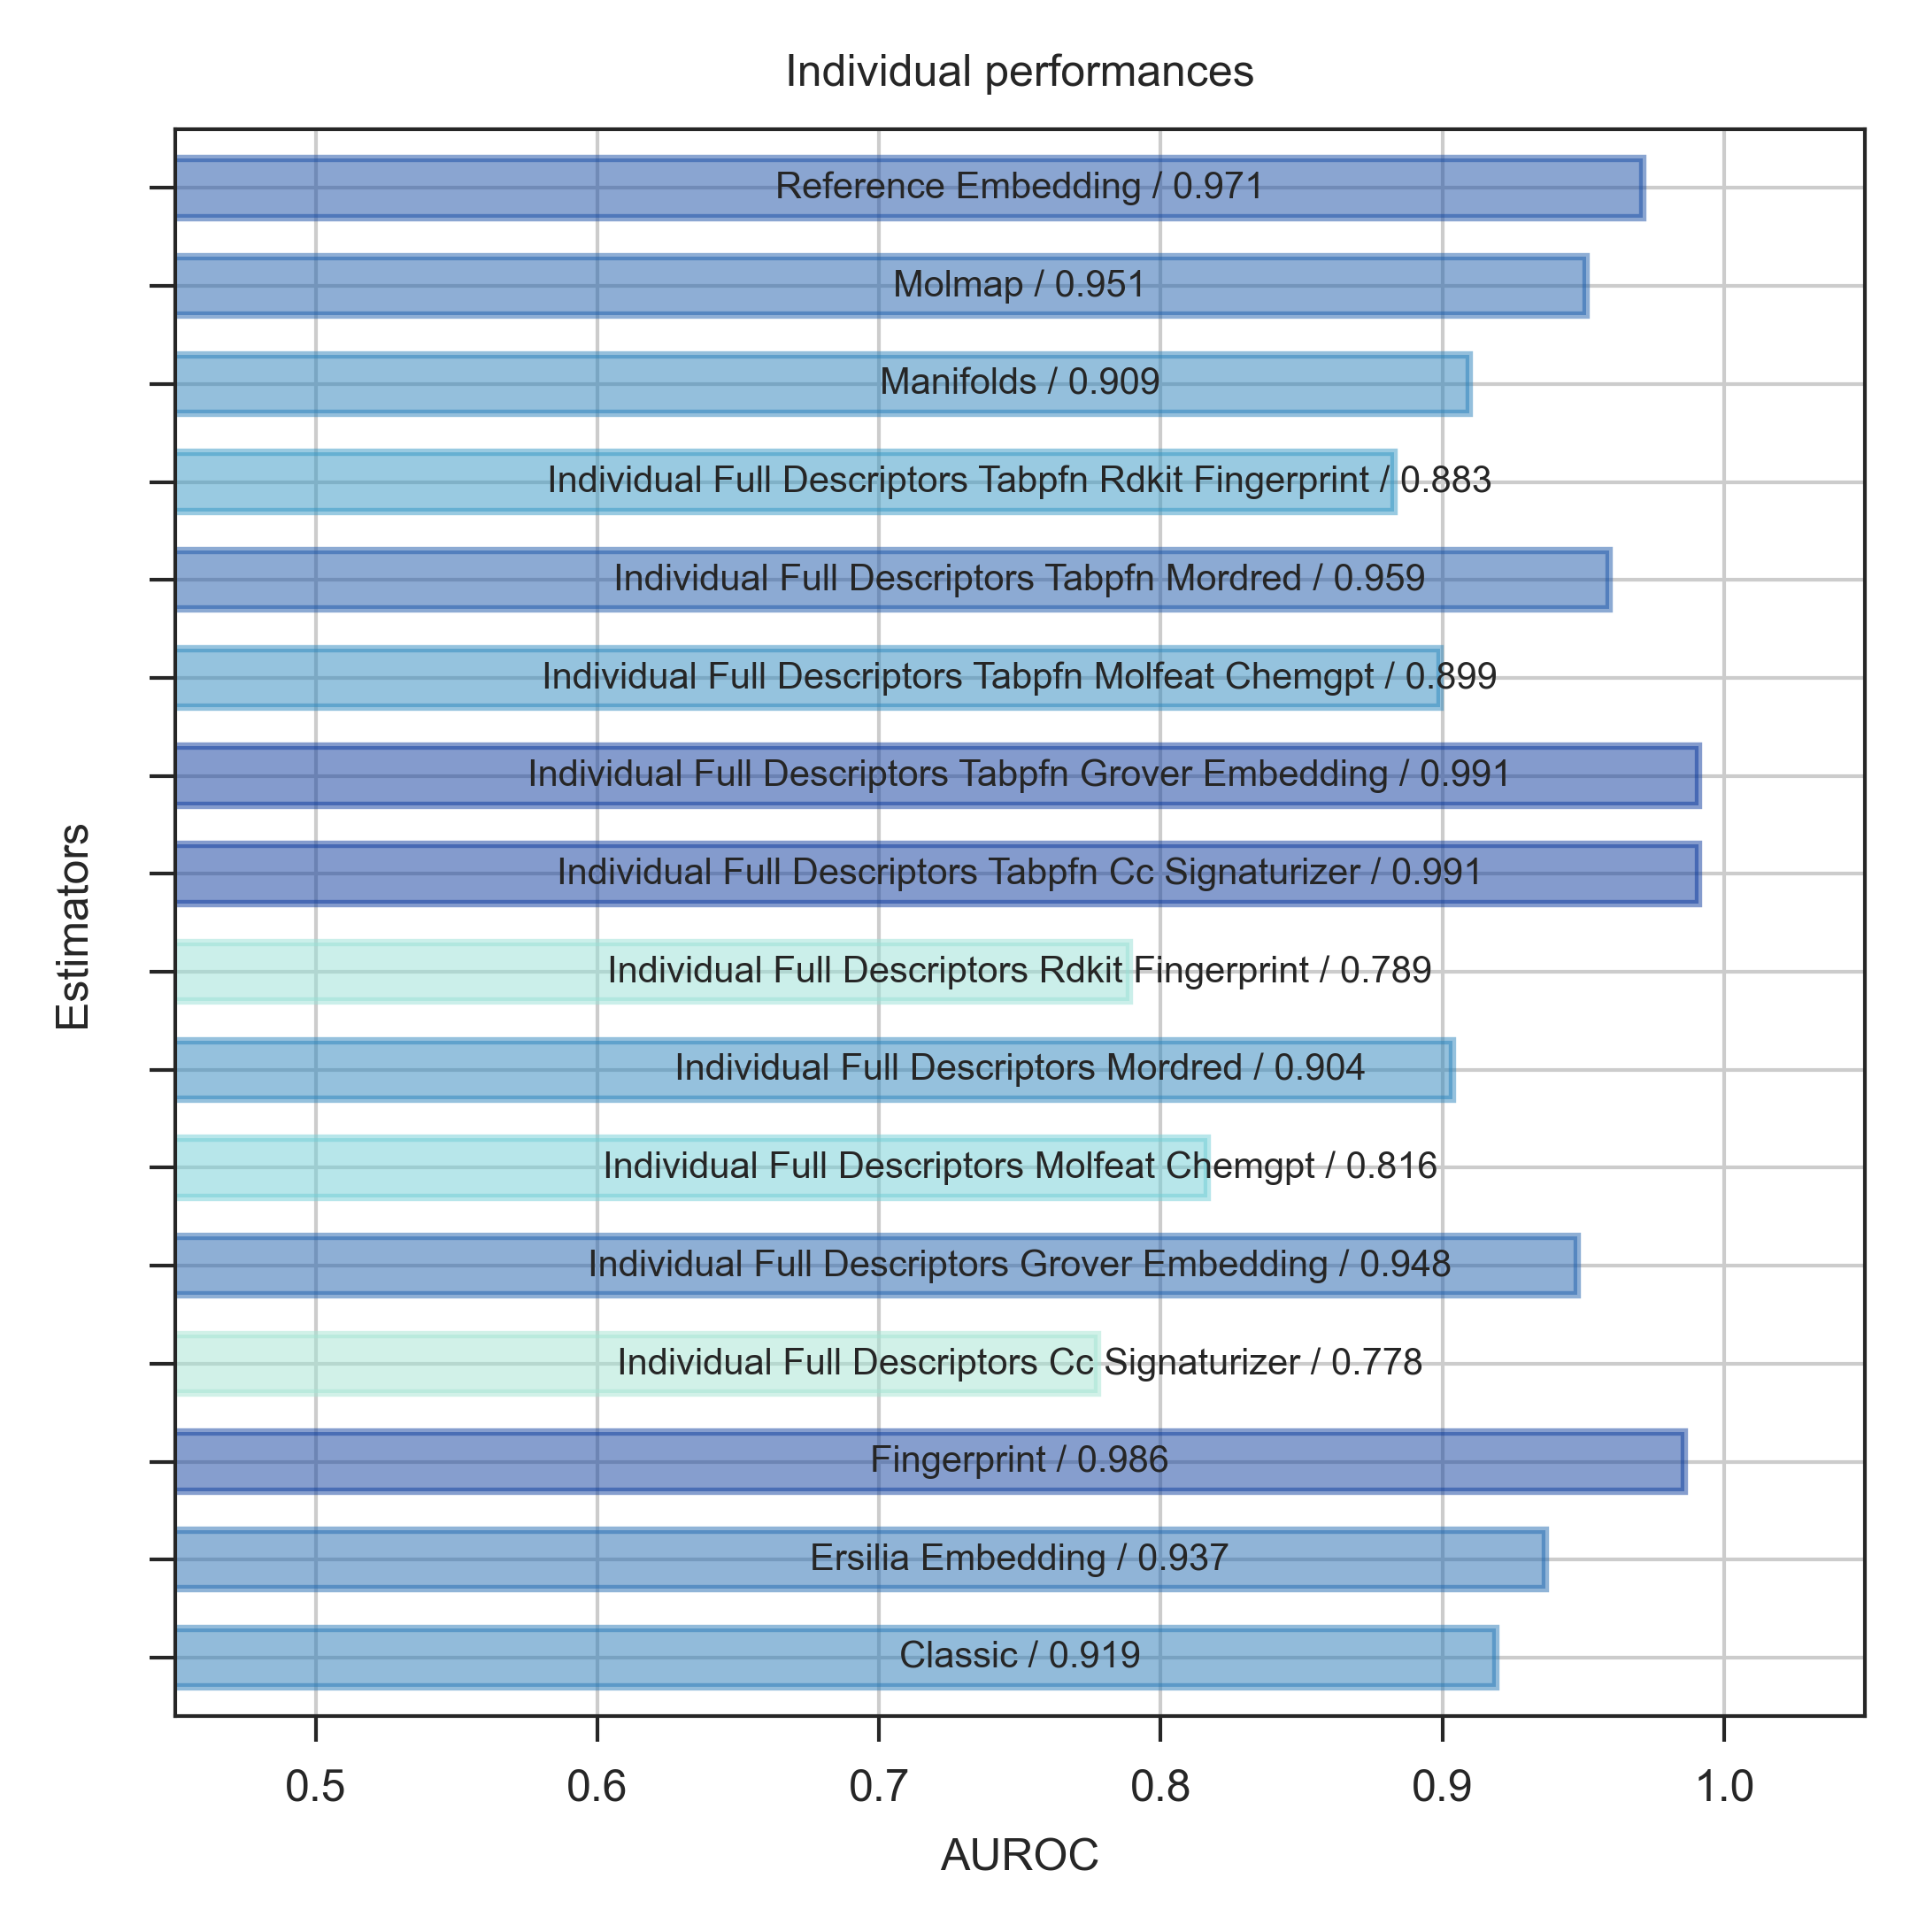 Individual performances
Reference Embedding / 0.971
Molmap / 0.951
Manifolds / 0.909
Individual Full Descriptors Tabpfn Rdkit Fingerprint / 0.883
Individual Full Descriptors Tabpfn Mordred / 0.959
Individual Full Descriptors Tabpfn Molfeat Chemgpt / 0.899
Individual Full Descriptors Tabpfn Grover Embedding / 0.991
Individual Full Descriptors Tabpfn Cc Signaturizer / 0.991
Individual Full Descriptors Rdkit Fingerprint / 0.789
Individual Full Descriptors Mordred / 0.904
Individual Full Descriptors Molfeat Chemgpt / 0.816
Individual Full Descriptors Grover Embedding / 0.948
Individual Full Descriptors Cc Signaturizer / 0.778
Fingerprint / 0.986
Ersilia Embedding / 0.937
Classic / 0.919
Estimators
0.5 0.6 0.7 0.8 0.9 1.0
AUROC